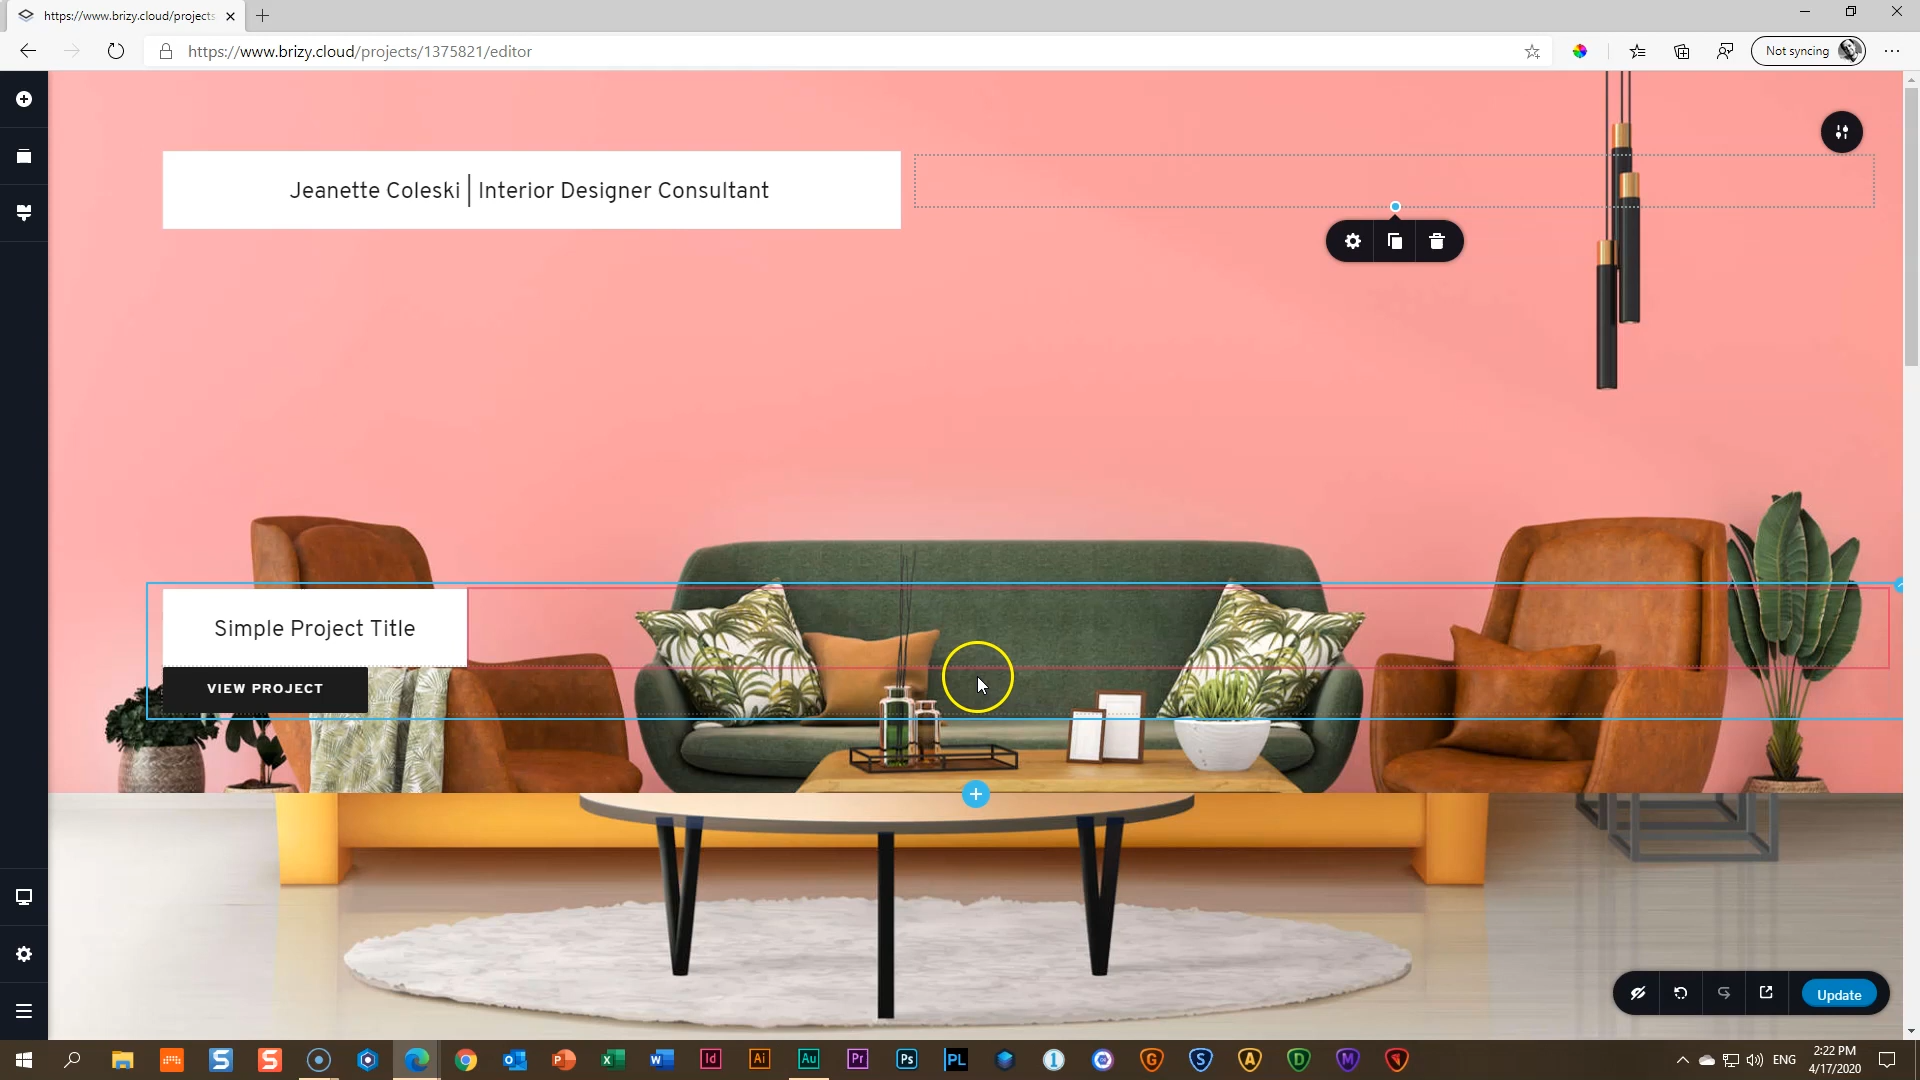 https://www.brizy.cloud/projects
https://www.brizy.cloud/projects/1375821/editor
Not syncing
Jeanette Coleski | Interior Designer Consultant
Simple Project Title
VIEW PROJECT
Update
ENG
2:22 PM
4/17/2020